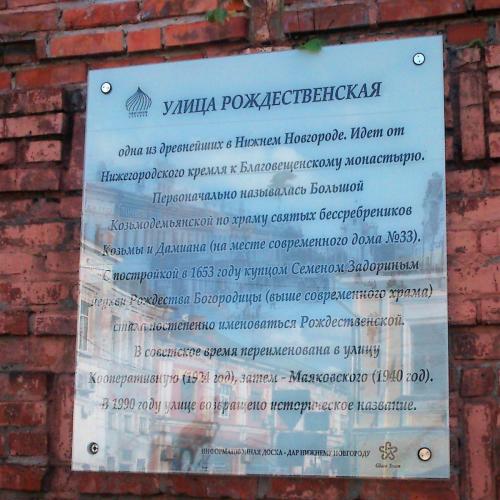 УЛИЦА РОЖДЕСТВЕНСКАЯ
одна из древнейших в Нижнем Новгороде. Идет от
Нижегородского кремля к Благовещенскому монастырю.
Первоначально называлась Большой
Козьмодемьянской по храму святых бессребреников
Козьмы и Дамиана (на месте современного дома №33).
С постройкой в 1653 году купцом Семеном Задориным
церкви Рождества Богородицы (выше современного храма)
стала постепенно именоваться Рождественской.
В советское время переименована в улицу
Кооперативную (1924 год), затем - Маяковского (1940 год).
В 1990 году улице возвращено историческое название.
ИНФОРМАЦИОННАЯ ДОСКА - ДАР НИЖНЕМУ НОВГОРОДУ